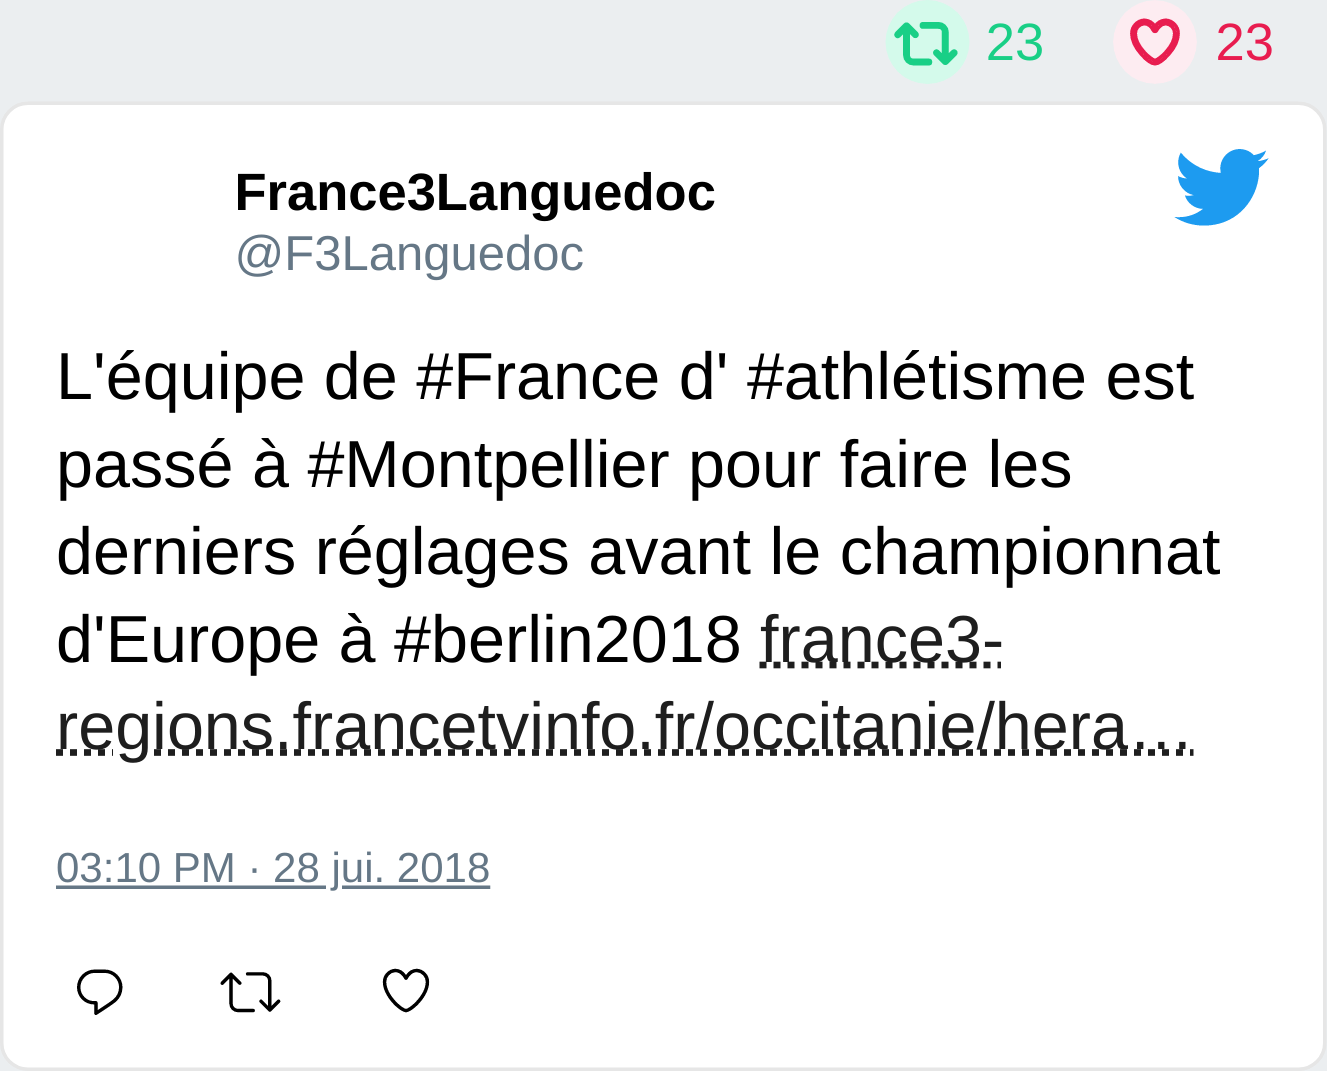 23 23
France3Languedoc
@F3Languedoc
L'équipe de #France d' #athlétisme est
passé à #Montpellier pour faire les
derniers réglages avant le championnat
d'Europe à #berlin2018 france3-
regions.francetvinfo.fr/occitanie/hera…
03:10 PM · 28 jui. 2018